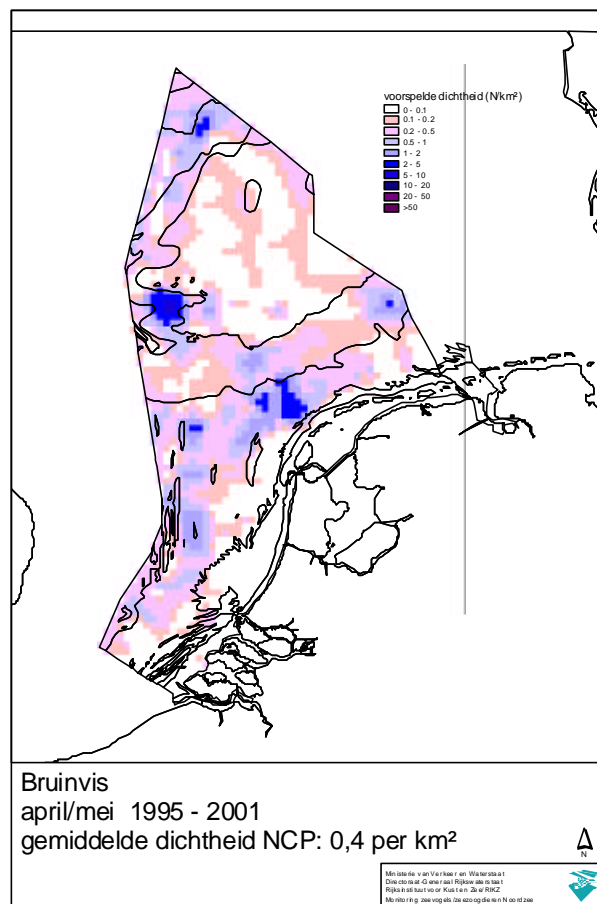 voorspelde dichtheid (N/km²)
0 - 0.1
0.1 - 0.2
0.2 - 0.5
0.5 - 1
1 - 2
2 - 5
5 - 10
10 - 20
20 - 50
>50
Bruinvis
april/mei 1995 - 2001
gemiddelde dichtheid NCP: 0,4 per km²
N
Ministerie van Verkeer en Waterstaat
Directoraat-Generaal Rijkswaterstaat
Rijksinstituut voor Kust en Zee/RIKZ
Monitoring zeevogels/zeezoogdieren Noordzee